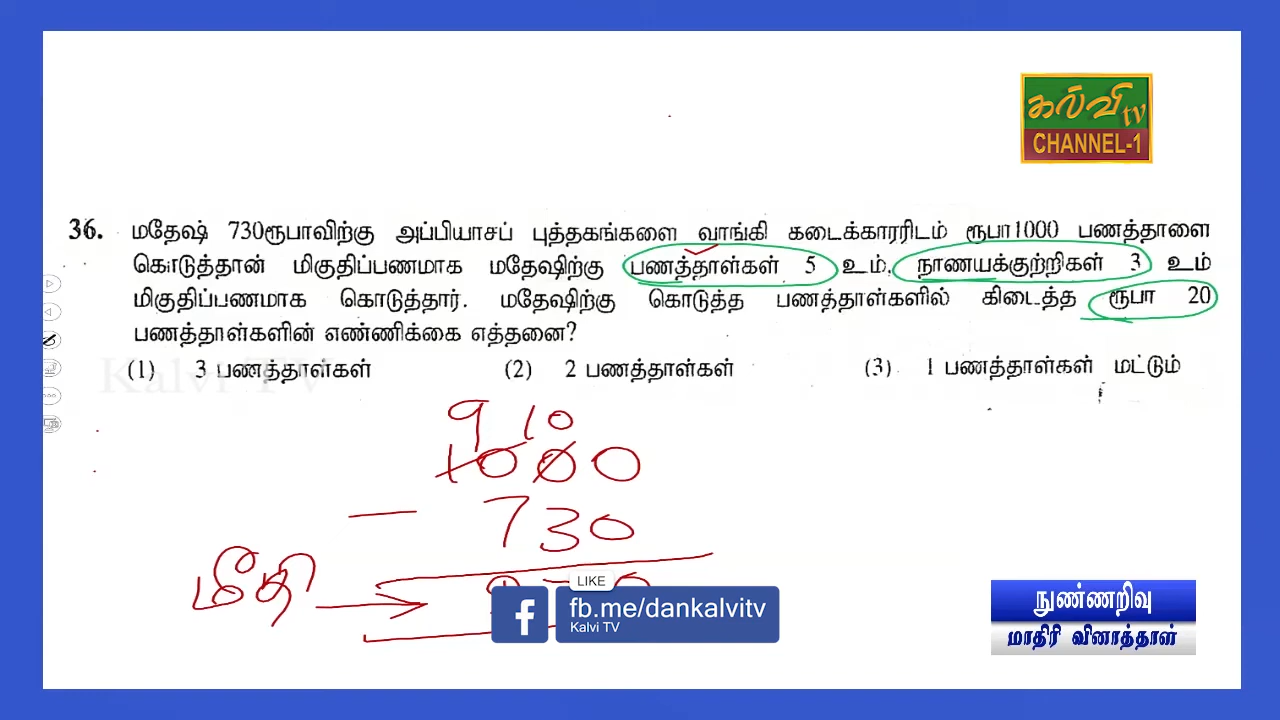 கல்வி tv
CHANNEL-1
36. மதேஷ் 730ரூபாவிற்கு அப்பியாசப் புத்தகங்களை வாங்கி கடைக்காரரிடம் ரூபா1000 பணத்தாளை
கொடுத்தான் மிகுதிப்பணமாக மதேஷிற்கு பணத்தாள்கள் 5 உம், நாணயக்குற்றிகள் 3 உம்
மிகுதிப்பணமாக கொடுத்தார். மதேஷிற்கு கொடுத்த பணத்தாள்களில் கிடைத்த ரூபா 20
பணத்தாள்களின் எண்ணிக்கை எத்தனை?
(1) 3 பணத்தாள்கள் (2) 2 பணத்தாள்கள் (3) 1 பணத்தாள்கள் மட்டும்
Kalvi TV
9 10
1000
- 730
மீதி
LIKE
fb.me/dankalvitv
Kalvi TV
நுண்ணறிவு
மாதிரி வினாத்தாள்